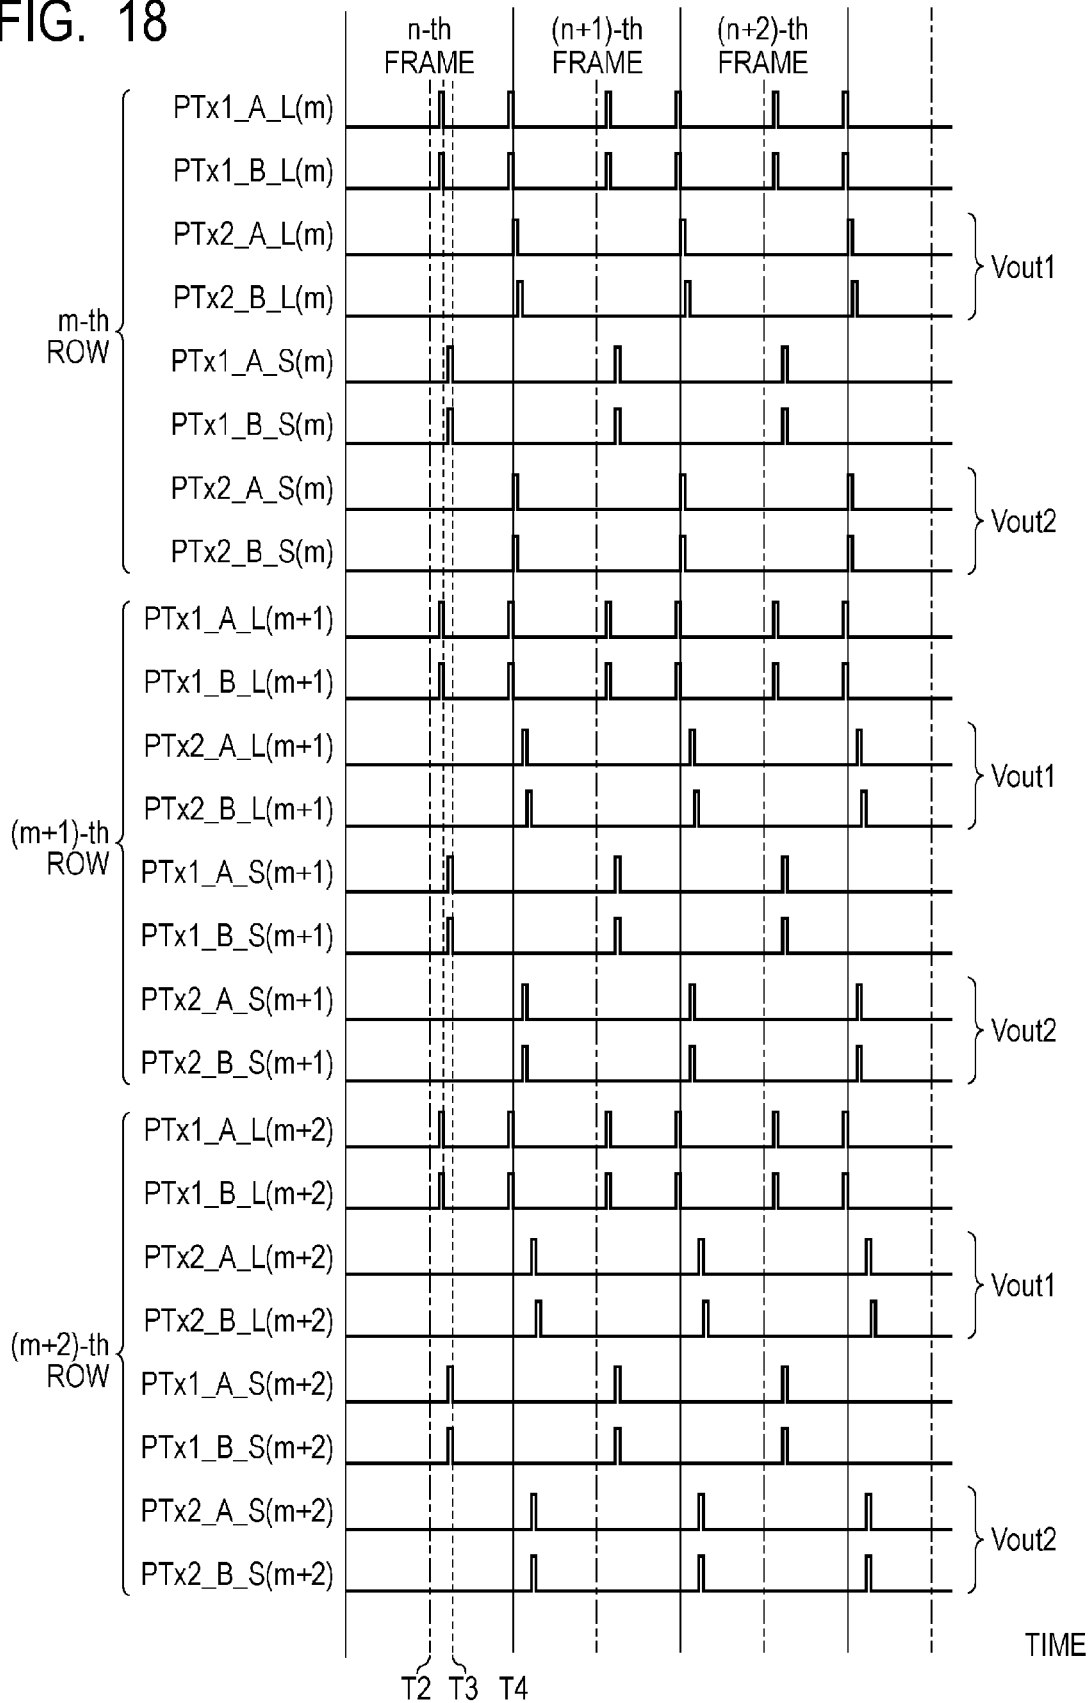 FIG. 18
n-th
FRAME
(n+1)-th
FRAME
(n+2)-th
FRAME
m-th
ROW
PTx1_A_L(m)
PTx1_B_L(m)
PTx2_A_L(m)
PTx2_B_L(m)
Vout1
PTx1_A_S(m)
PTx1_B_S(m)
PTx2_A_S(m)
PTx2_B_S(m)
Vout2
(m+1)-th
ROW
PTx1_A_L(m+1)
PTx1_B_L(m+1)
PTx2_A_L(m+1)
PTx2_B_L(m+1)
Vout1
PTx1_A_S(m+1)
PTx1_B_S(m+1)
PTx2_A_S(m+1)
PTx2_B_S(m+1)
Vout2
(m+2)-th
ROW
PTx1_A_L(m+2)
PTx1_B_L(m+2)
PTx2_A_L(m+2)
PTx2_B_L(m+2)
Vout1
PTx1_A_S(m+2)
PTx1_B_S(m+2)
PTx2_A_S(m+2)
PTx2_B_S(m+2)
Vout2
TIME
T2 T3 T4